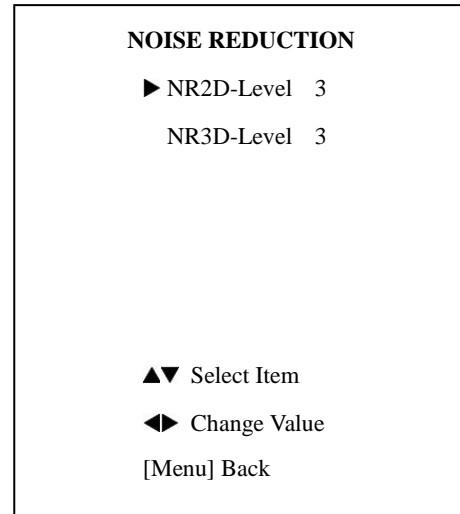 NOISE REDUCTION
▶ NR2D-Level 3
NR3D-Level 3
▲▼ Select Item
◀▶ Change Value
[Menu] Back